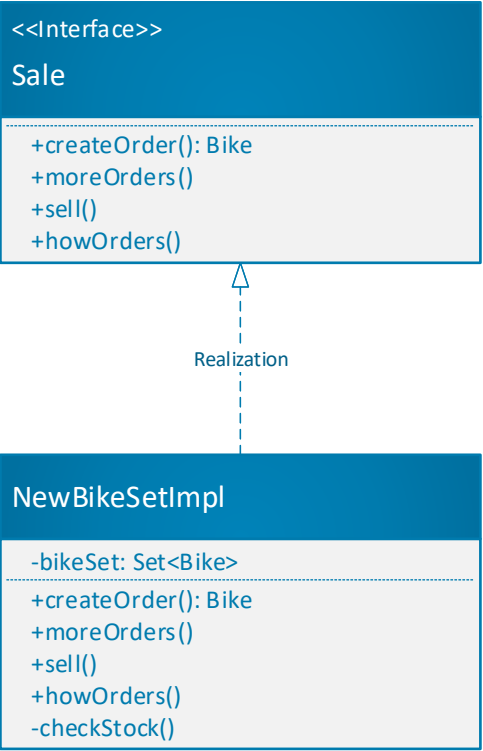 <<Interface>>
Sale
+createOrder(): Bike
+moreOrders()
+sell()
+howOrders()
Realization
NewBikeSetImpl
-bikeSet: Set<Bike>
+createOrder(): Bike
+moreOrders()
+sell()
+howOrders()
-checkStock()